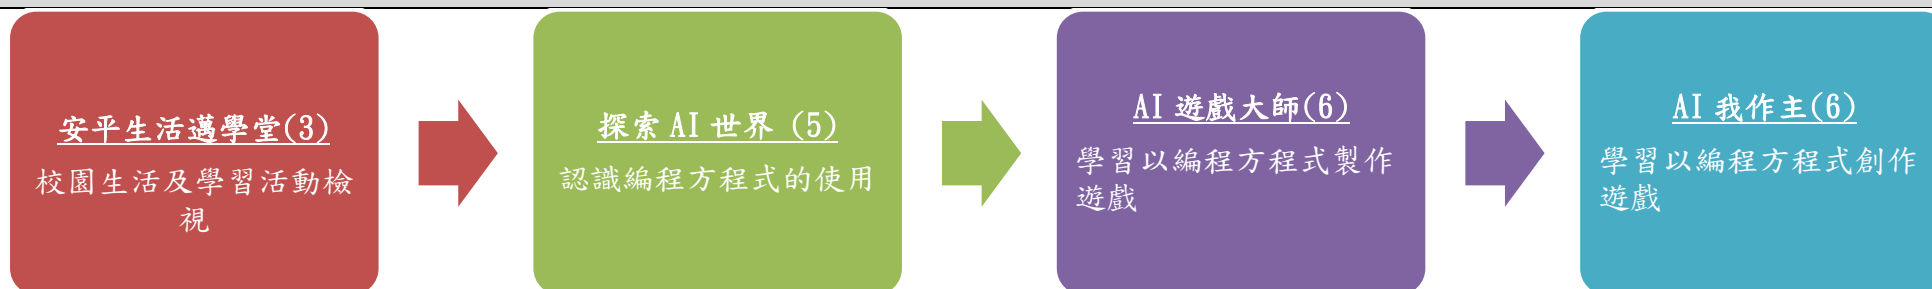 安平生活邁學堂(3)
校園生活及學習活動檢
視
探索 AI 世界 (5)
認識編程方程式的使用
AI 遊戲大師(6)
學習以編程方程式製作
遊戲
AI 我作主(6)
學習以編程方程式創作
遊戲